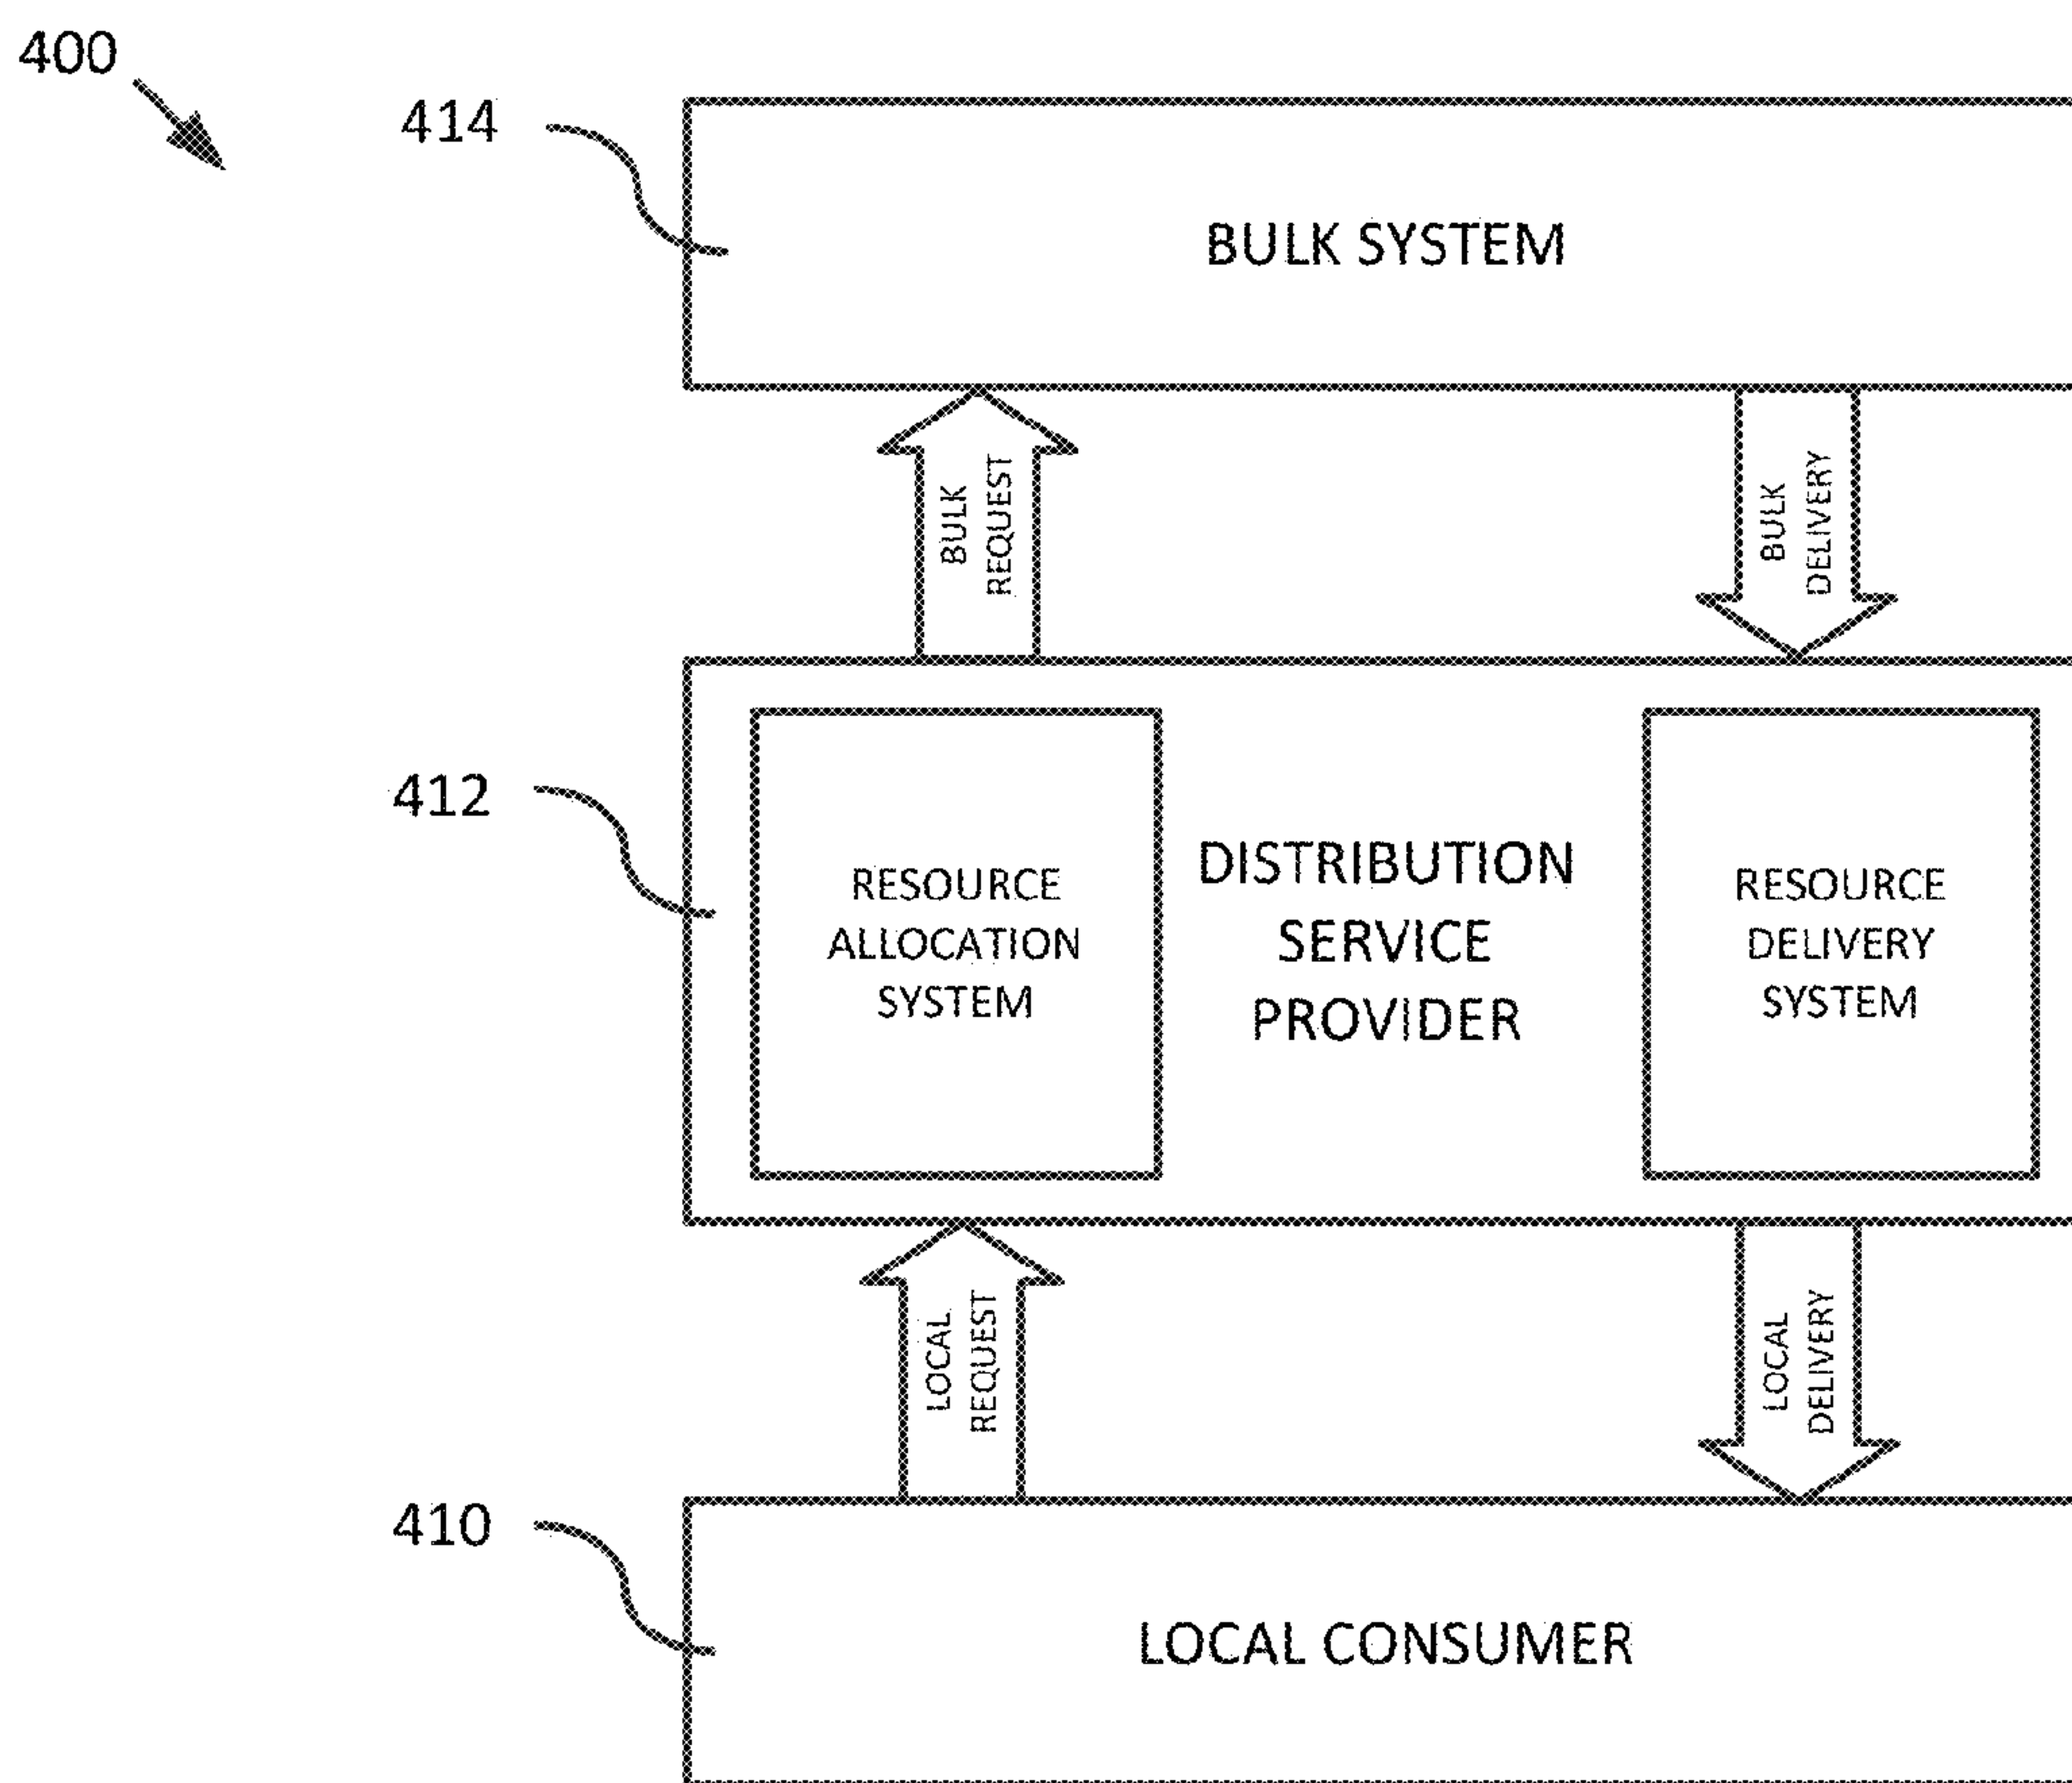 400
414
BULK SYSTEM
BULK
REQUEST
BULK
DELIVERY
412
RESOURCE
ALLOCATION
SYSTEM
DISTRIBUTION
SERVICE
PROVIDER
RESOURCE
DELIVERY
SYSTEM
LOCAL
REQUEST
LOCAL
DELIVERY
410
LOCAL CONSUMER